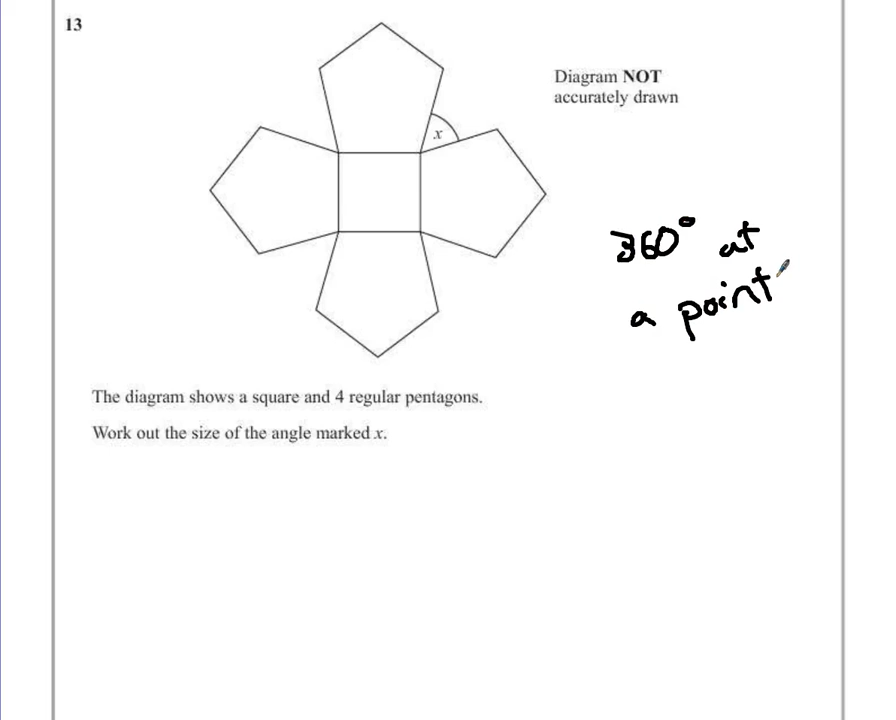 13
Diagram NOT
accurately drawn
x
360° at
a point
The diagram shows a square and 4 regular pentagons.
Work out the size of the angle marked x.